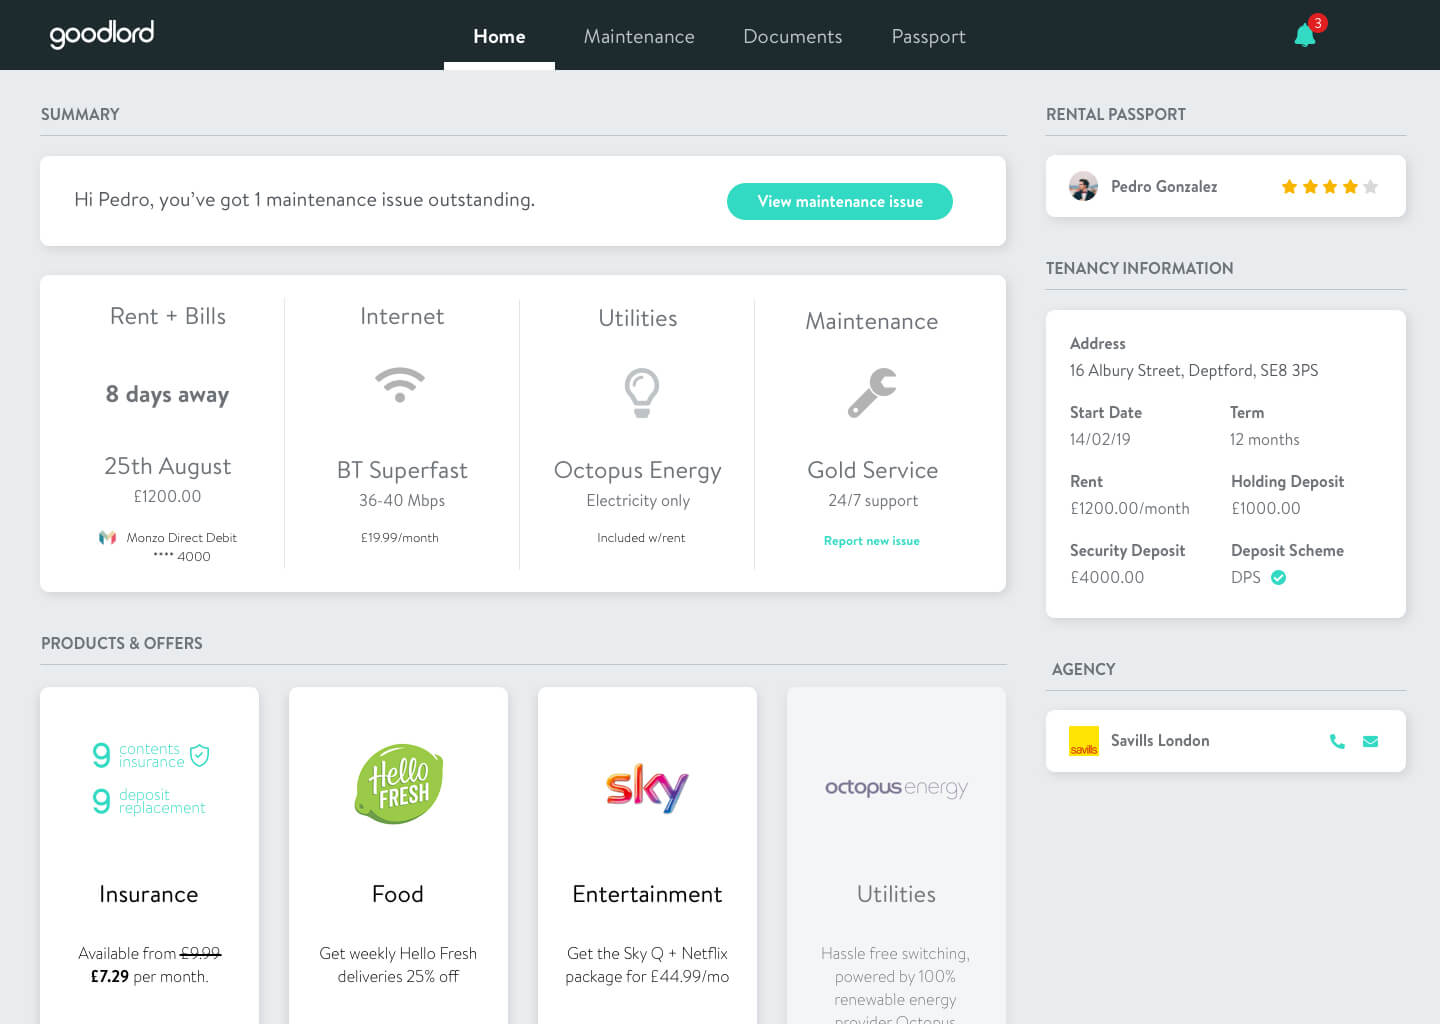 goodlord
Home
Maintenance
Documents
Passport
3
SUMMARY
Hi Pedro, you've got 1 maintenance issue outstanding.
View maintenance issue
Rent + Bills
8 days away
25th August
£1200.00
Monzo Direct Debit
**** 4000
Internet
BT Superfast
36-40 Mbps
£19.99/month
Utilities
Octopus Energy
Electricity only
Included w/rent
Maintenance
Gold Service
24/7 support
Report new issue
PRODUCTS & OFFERS
9 contents
insurance
9 deposit
replacement
Insurance
Available from £9.99
£7.29 per month.
Hello
FRESH
Food
Get weekly Hello Fresh
deliveries 25% off
sky
Entertainment
Get the Sky Q + Netflix
package for £44.99/mo
octopus energy
Utilities
Hassle free switching,
powered by 100%
renewable energy
provider Octopus
RENTAL PASSPORT
Pedro Gonzalez
TENANCY INFORMATION
Address
16 Albury Street, Deptford, SE8 3PS
Start Date
14/02/19
Term
12 months
Rent
£1200.00/month
Holding Deposit
£1000.00
Security Deposit
£4000.00
Deposit Scheme
DPS
AGENCY
savills
Savills London